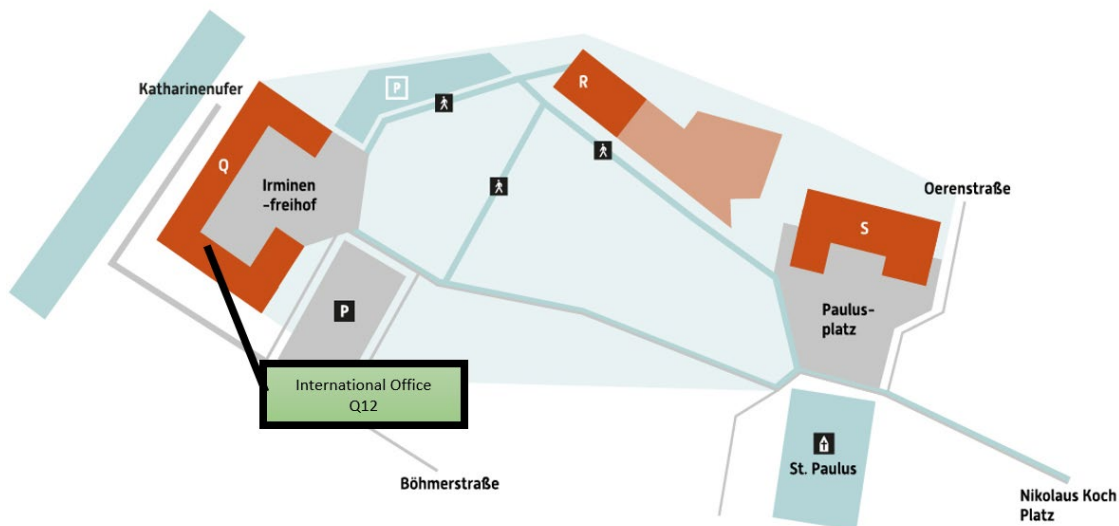 Katharinenufer
P
R
Q
Irminen
-freihof
Oerenstraße
S
P
Paulus-
platz
International Office
Q12
St. Paulus
Böhmerstraße
Nikolaus Koch
Platz